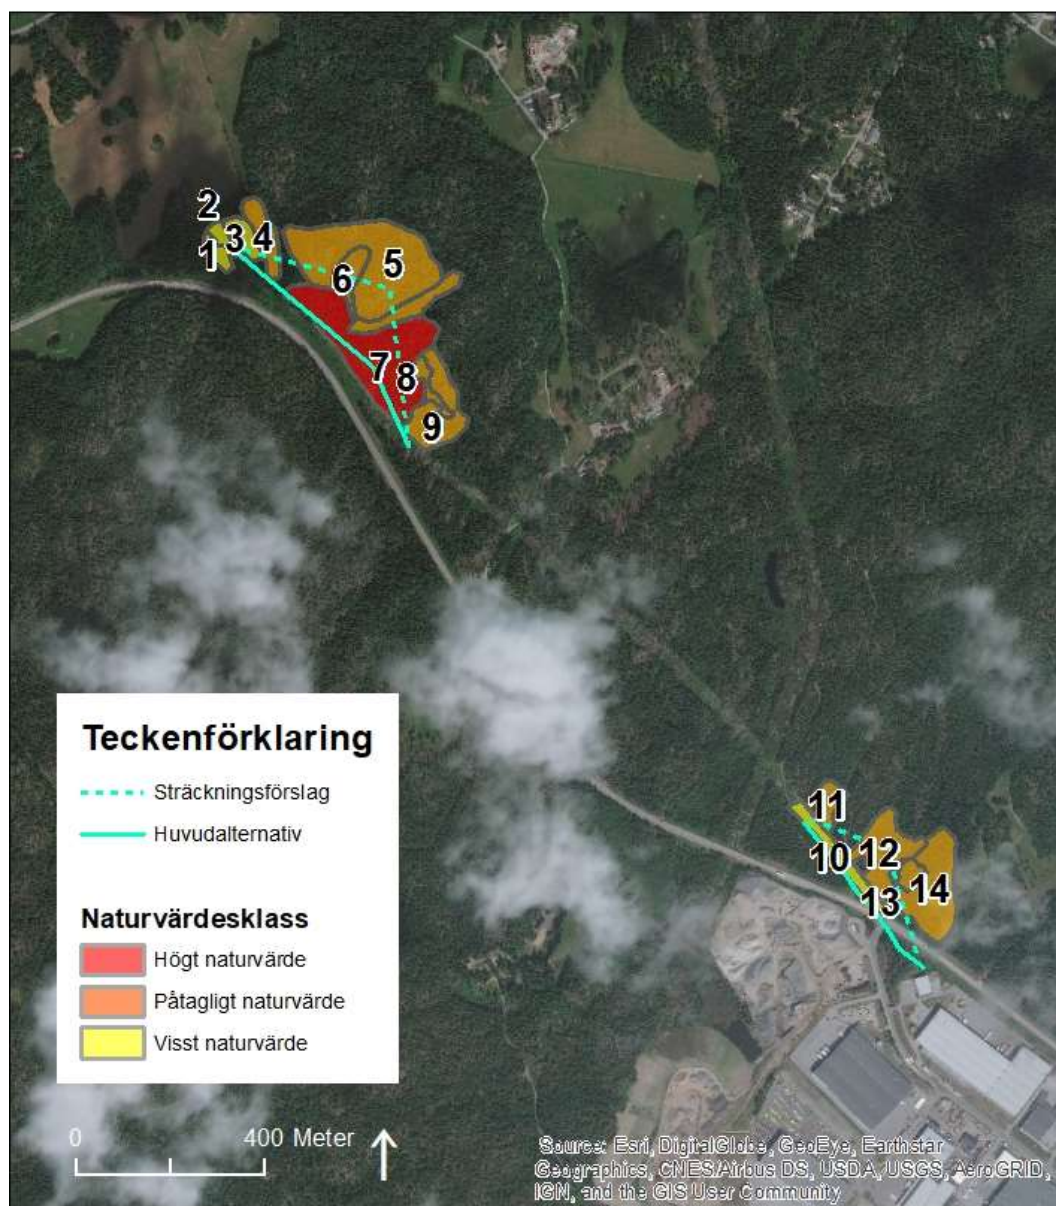 2
3
4
1
5
6
7
8
9
11
10
12
13
14
Teckenförklaring
Sträckningsförslag
Huvudalternativ
Naturvärdesklass
Högt naturvärde
Påtagligt naturvärde
Visst naturvärde
0 400 Meter
Source: Esri, DigitalGlobe, GeoEye, Earthstar
Geographics, CNES/Airbus DS, USDA, USGS, AeroGRID,
IGN, and the GIS User Community